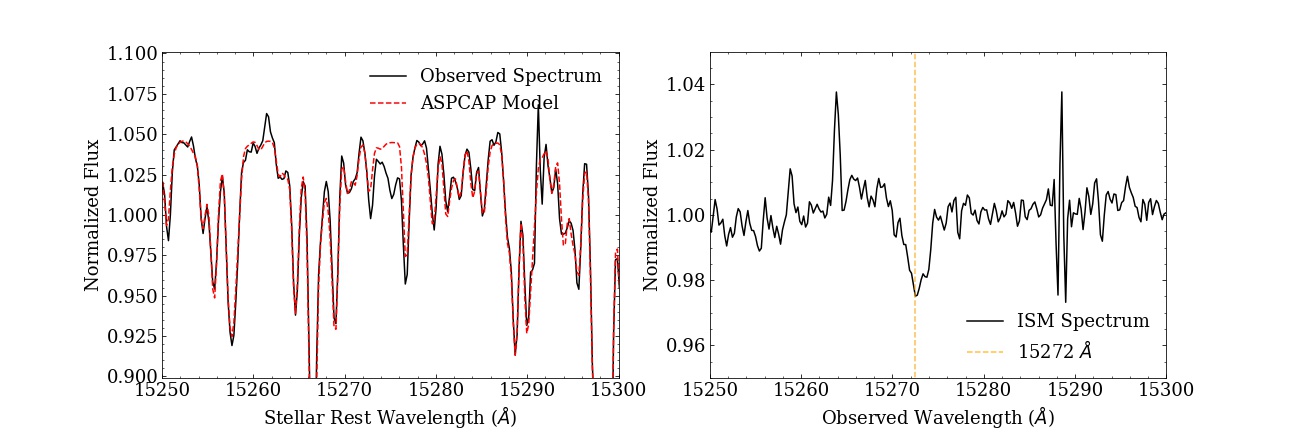 1.100
1.075
1.050
1.025
1.000
0.975
0.950
0.925
0.900
Normalized Flux
Observed Spectrum
ASPCAP Model
15250 15260 15270 15280 15290 15300
Stellar Rest Wavelength (Å)
1.04
1.02
1.00
0.98
0.96
Normalized Flux
ISM Spectrum
15272 Å
15250 15260 15270 15280 15290 15300
Observed Wavelength (Å)